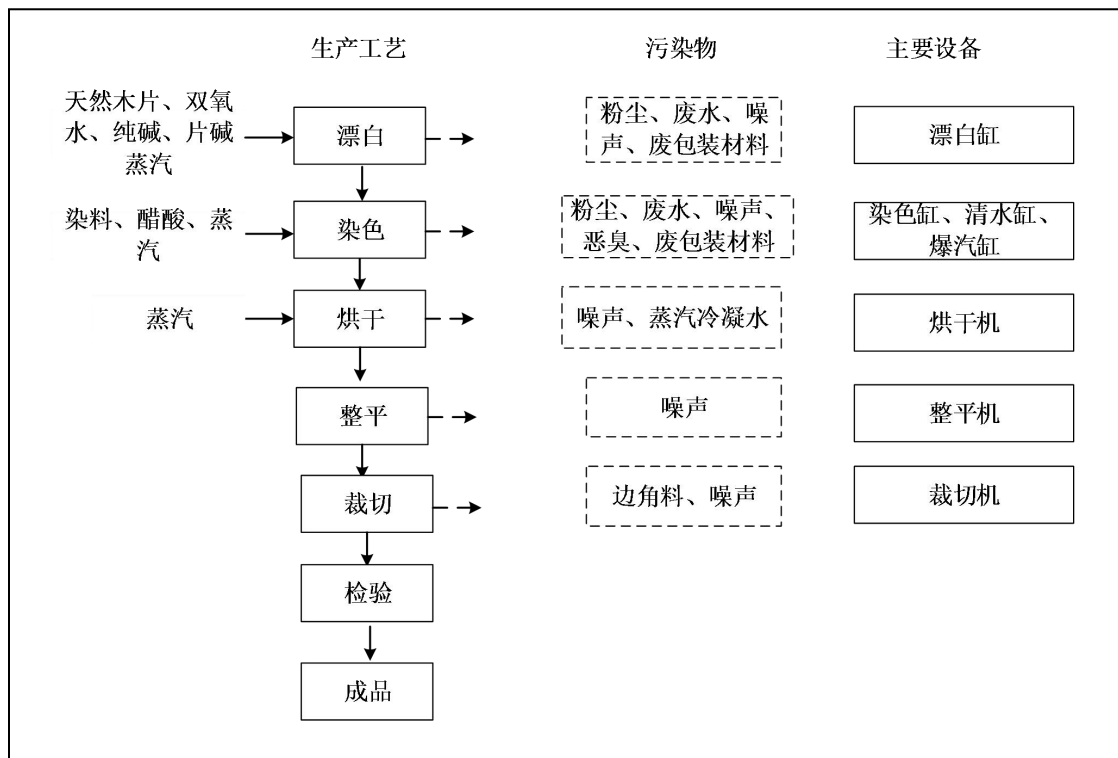 生产工艺 污染物 主要设备
天然木片、双氧
水、纯碱、片碱
蒸汽
漂白
粉尘、废水、噪
声、废包装材料
漂白缸
染料、醋酸、蒸
汽
染色
粉尘、废水、噪声、
恶臭、废包装材料
染色缸、清水缸、
爆汽缸
蒸汽
烘干
噪声、蒸汽冷凝水
烘干机
整平
噪声
整平机
裁切
边角料、噪声
裁切机
检验
成品